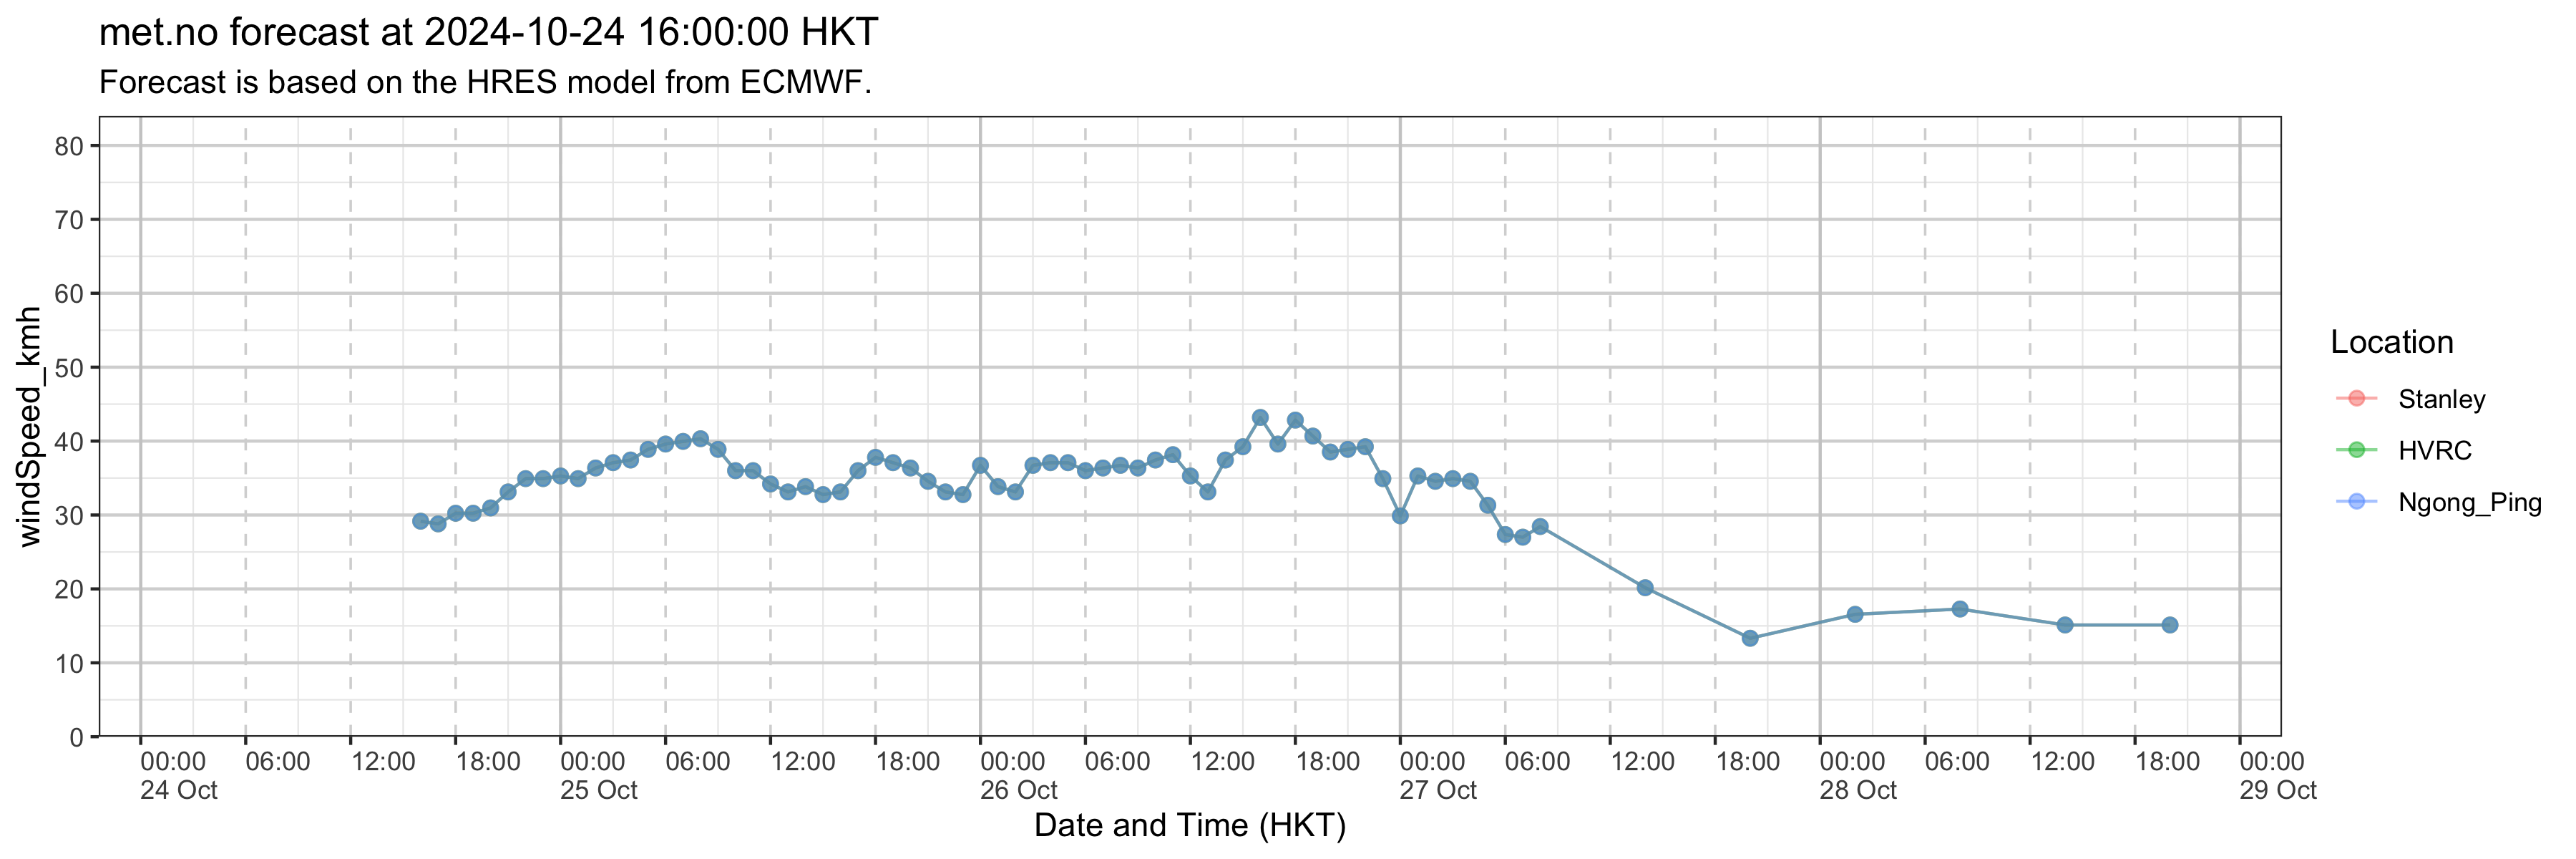 met.no forecast at 2024-10-24 16:00:00 HKT
Forecast is based on the HRES model from ECMWF.
windSpeed_kmh
80
70
60
50
40
30
20
10
0
00:00 06:00 12:00 18:00 00:00 06:00 12:00 18:00 00:00 06:00 12:00 18:00 00:00 06:00 12:00 18:00 00:00 06:00 12:00 18:00 00:00
24 Oct 25 Oct 26 Oct 27 Oct 28 Oct 29 Oct
Date and Time (HKT)
Location
Stanley
HVRC
Ngong_Ping